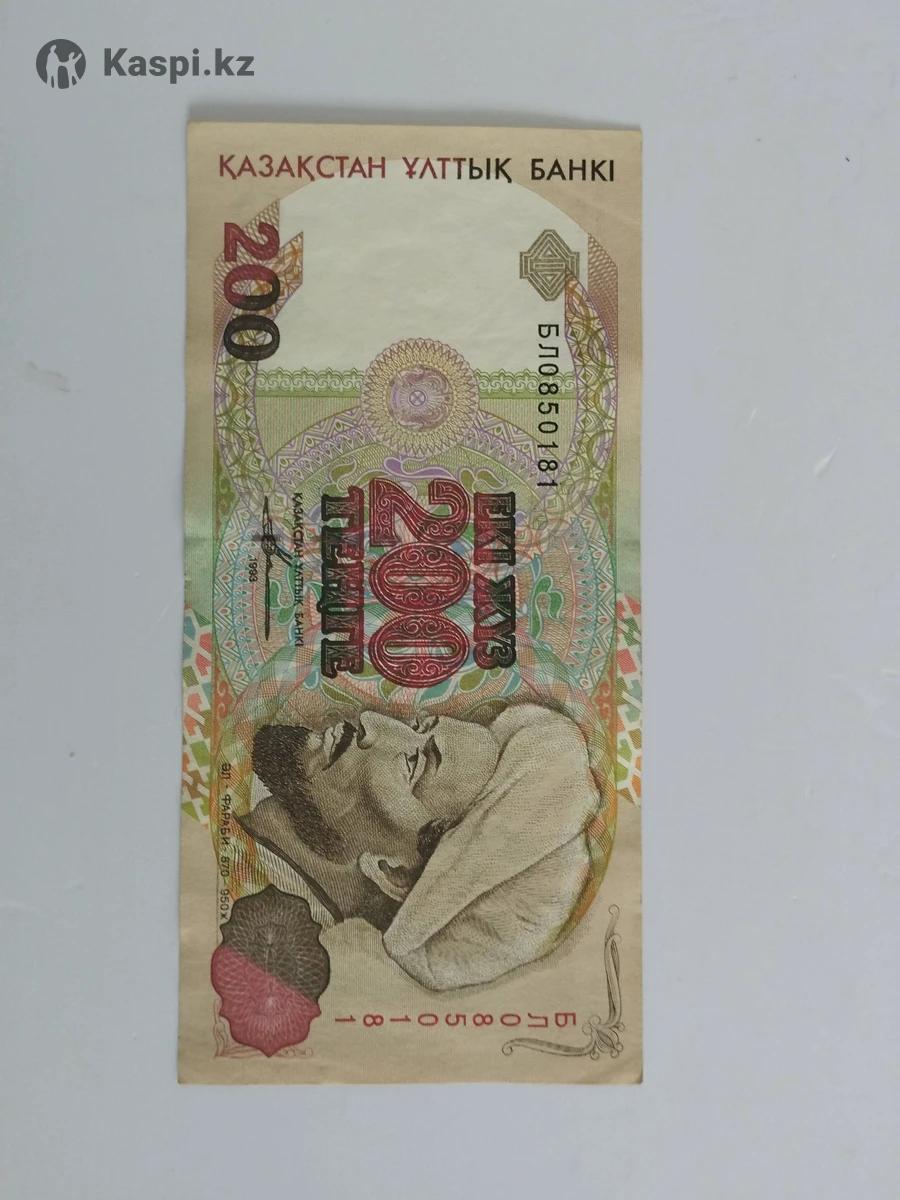 Kaspi.kz
ҚАЗАҚСТАН ҰЛТТЫҚ БАНКІ
200
БЛ0850181
ЕКІ ЖҮЗ
200
ТЕҢГЕ
ҚАЗАҚСТАН ҰЛТТЫҚ БАНКІ
1993
ӘЛ - ФАРАБИ 870 - 950ж
БЛ0850181